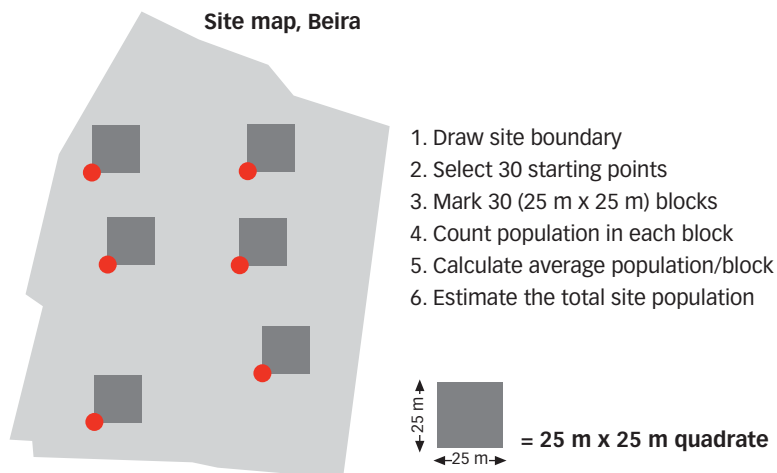 Site map, Beira
1. Draw site boundary
2. Select 30 starting points
3. Mark 30 (25 m x 25 m) blocks
4. Count population in each block
5. Calculate average population/block
6. Estimate the total site population
25 m
= 25 m x 25 m quadrate
25 m